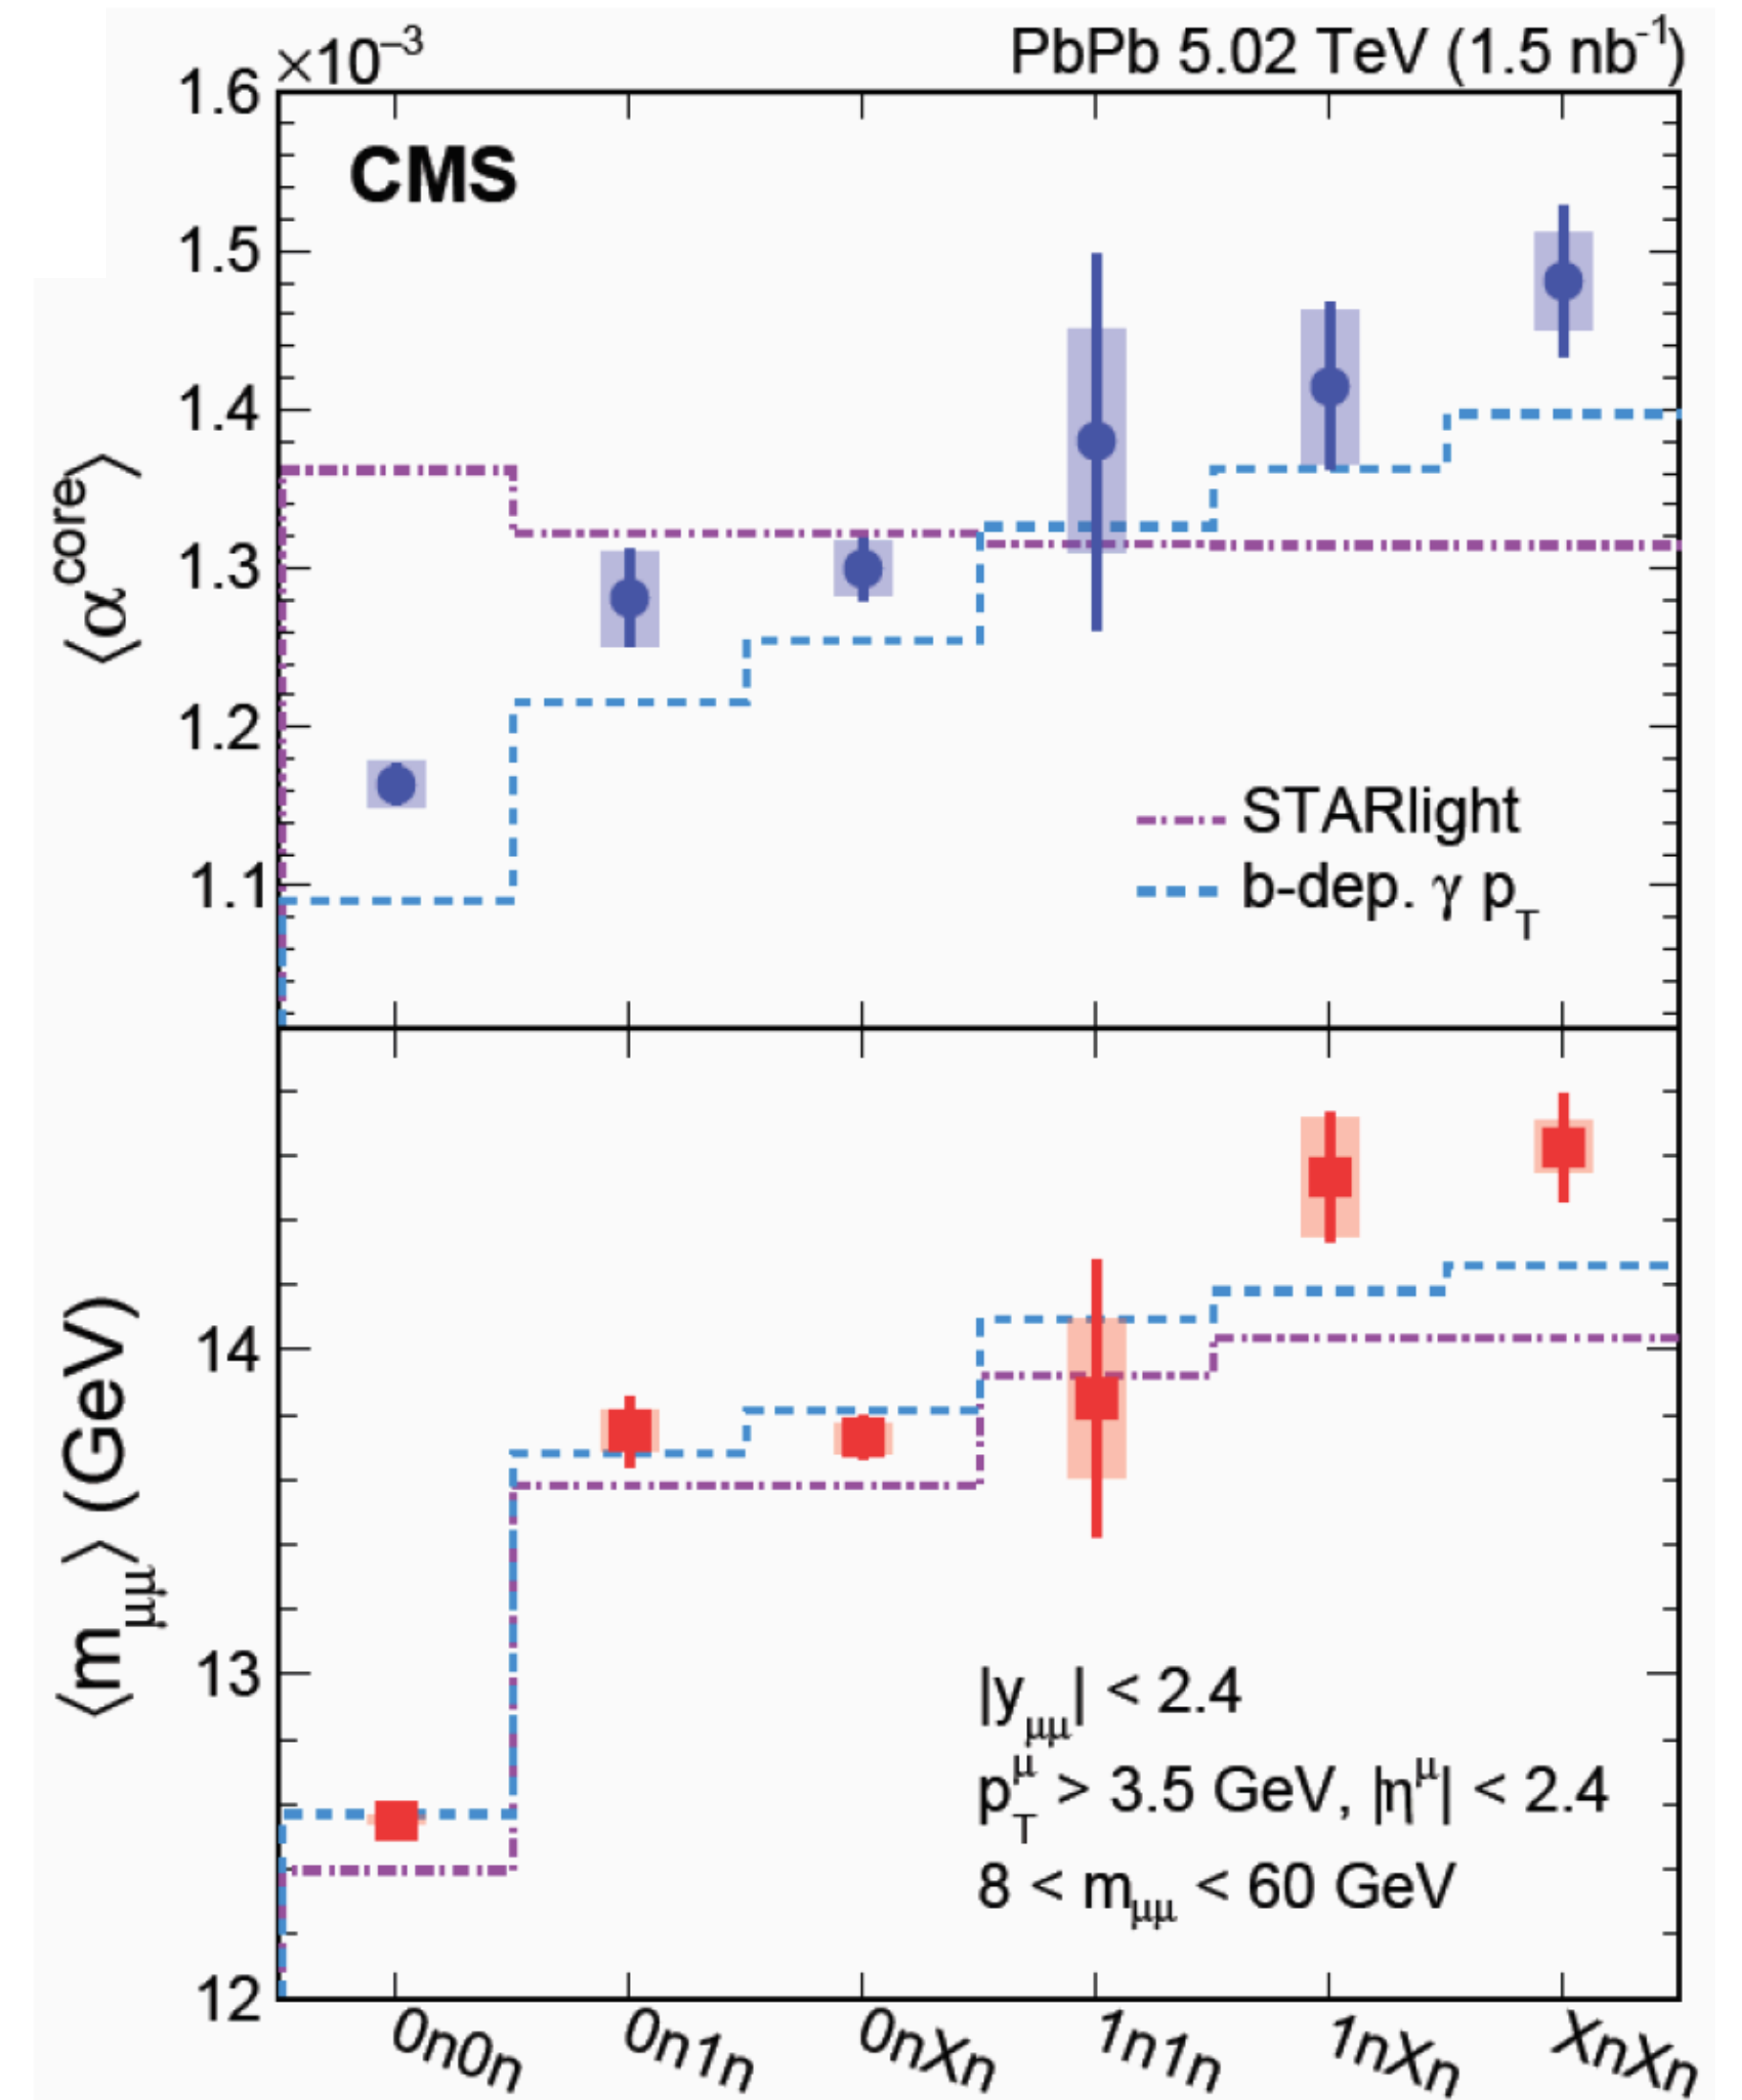 ×10⁻³
PbPb 5.02 TeV (1.5 nb⁻¹)
CMS
1.6
1.5
1.4
1.3
1.2
1.1
⟨α^core⟩
STARlight
b-dep. γ p_T
14
13
12
⟨m_μμ⟩ (GeV)
|y_μμ| < 2.4
p_T^μ > 3.5 GeV, |η^μ| < 2.4
8 < m_μμ < 60 GeV
0n0n
0n1n
0nXn
1n1n
1nXn
XnXn